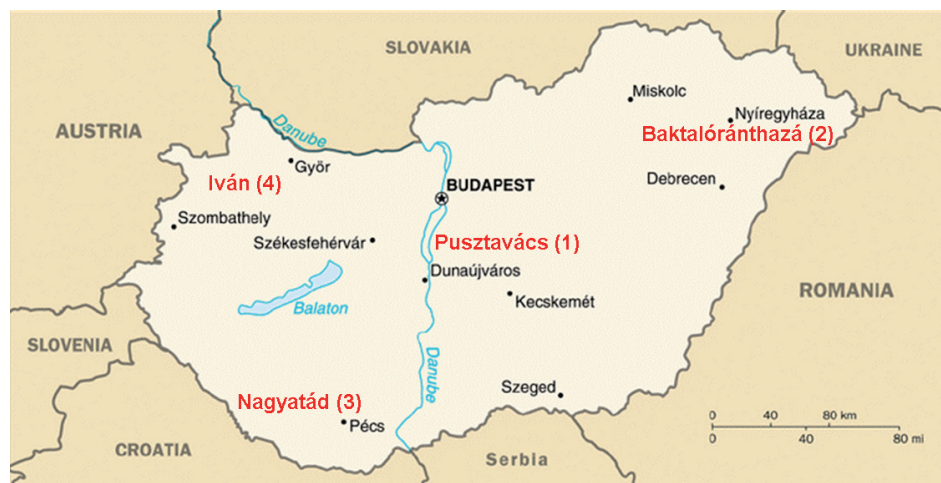 SLOVAKIA
UKRAINE
AUSTRIA
Danube
Miskolc
Nyíregyháza
Baktalóránthazá (2)
Györ
Iván (4)
BUDAPEST
Debrecen
Szombathely
Székesfehérvár
Pusztavács (1)
Dunaújváros
Kecskemét
Balaton
ROMANIA
SLOVENIA
Danube
Nagyatád (3)
Pécs
Szeged
CROATIA
Serbia
0 40 80 km
0 40 80 mi